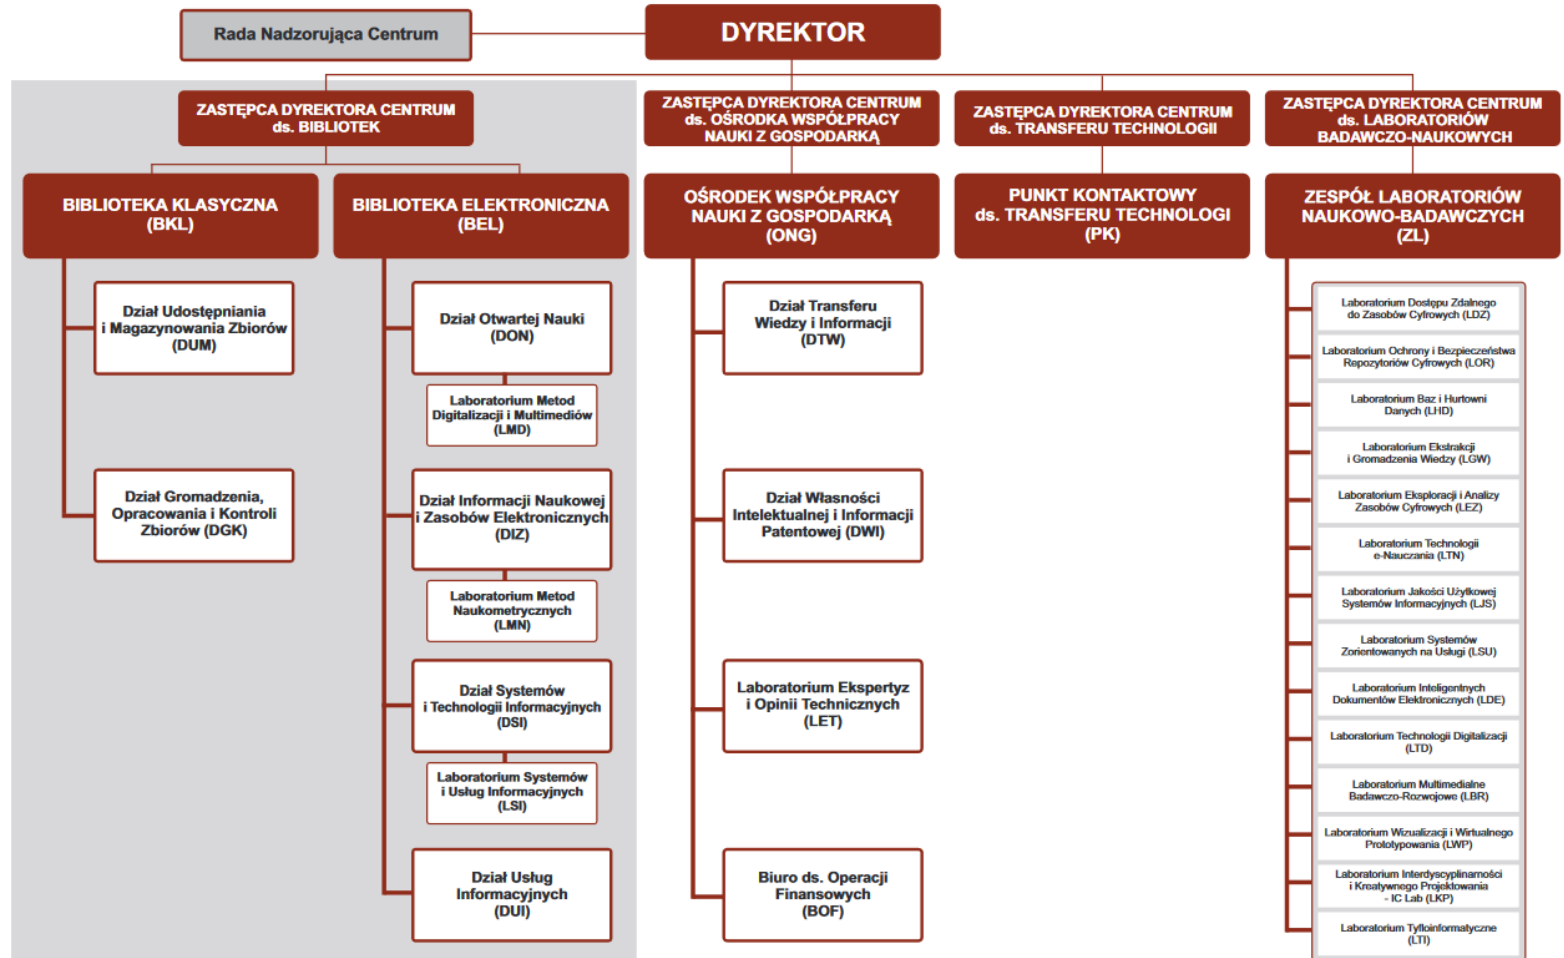 Rada Nadzorująca Centrum
DYREKTOR
ZASTĘPCA DYREKTORA CENTRUM
ds. BIBLIOTEK
ZASTĘPCA DYREKTORA CENTRUM
ds. OŚRODKA WSPÓŁPRACY
NAUKI Z GOSPODARKĄ
ZASTĘPCA DYREKTORA CENTRUM
ds. TRANSFERU TECHNOLOGII
ZASTĘPCA DYREKTORA CENTRUM
ds. LABORATORIÓW
BADAWCZO-NAUKOWYCH
BIBLIOTEKA KLASYCZNA
(BKL)
BIBLIOTEKA ELEKTRONICZNA
(BEL)
OŚRODEK WSPÓŁPRACY
NAUKI Z GOSPODARKĄ
(ONG)
PUNKT KONTAKTOWY
ds. TRANSFERU TECHNOLOGI
(PK)
ZESPÓŁ LABORATORIÓW
NAUKOWO-BADAWCZYCH
(ZL)
Dział Udostępniania
i Magazynowania Zbiorów
(DUM)
Dział Gromadzenia,
Opracowania i Kontroli
Zbiorów (DGK)
Dział Otwartej Nauki
(DON)
Laboratorium Metod
Digitalizacji i Multimediów
(LMD)
Dział Informacji Naukowej
i Zasobów Elektronicznych
(DIZ)
Laboratorium Metod
Naukometrycznych
(LMN)
Dział Systemów
i Technologii Informacyjnych
(DSI)
Laboratorium Systemów
i Usług Informacyjnych
(LSI)
Dział Usług
Informacyjnych
(DUI)
Dział Transferu
Wiedzy i Informacji
(DTW)
Dział Własności
Intelektualnej i Informacji
Patentowej (DWI)
Laboratorium Ekspertyz
i Opinii Technicznych
(LET)
Biuro ds. Operacji
Finansowych
(BOF)
Laboratorium Dostępu Zdalnego
do Zasobów Cyfrowych (LDZ)
Laboratorium Ochrony i Bezpieczeństwa
Repozytoriów Cyfrowych (LOR)
Laboratorium Baz i Hurtowni
Danych (LHD)
Laboratorium Ekstrakcji
i Gromadzenia Wiedzy (LGW)
Laboratorium Eksploracji i Analizy
Zasobów Cyfrowych (LEZ)
Laboratorium Technologii
e-Nauczania (LTN)
Laboratorium Jakości Użytkowej
Systemów Informacyjnych (LJS)
Laboratorium Systemów
Zorientowanych na Usługi (LSU)
Laboratorium Inteligentnych
Dokumentów Elektronicznych (LDE)
Laboratorium Technologii Digitalizacji
(LTD)
Laboratorium Multimedialne
Badawczo-Rozwojowe (LBR)
Laboratorium Wizualizacji i Wirtualnego
Prototypowania (LWP)
Laboratorium Interdyscyplinarności
i Kreatywnego Projektowania
- IC Lab (LKP)
Laboratorium Tyfloinformatyczne
(LTI)